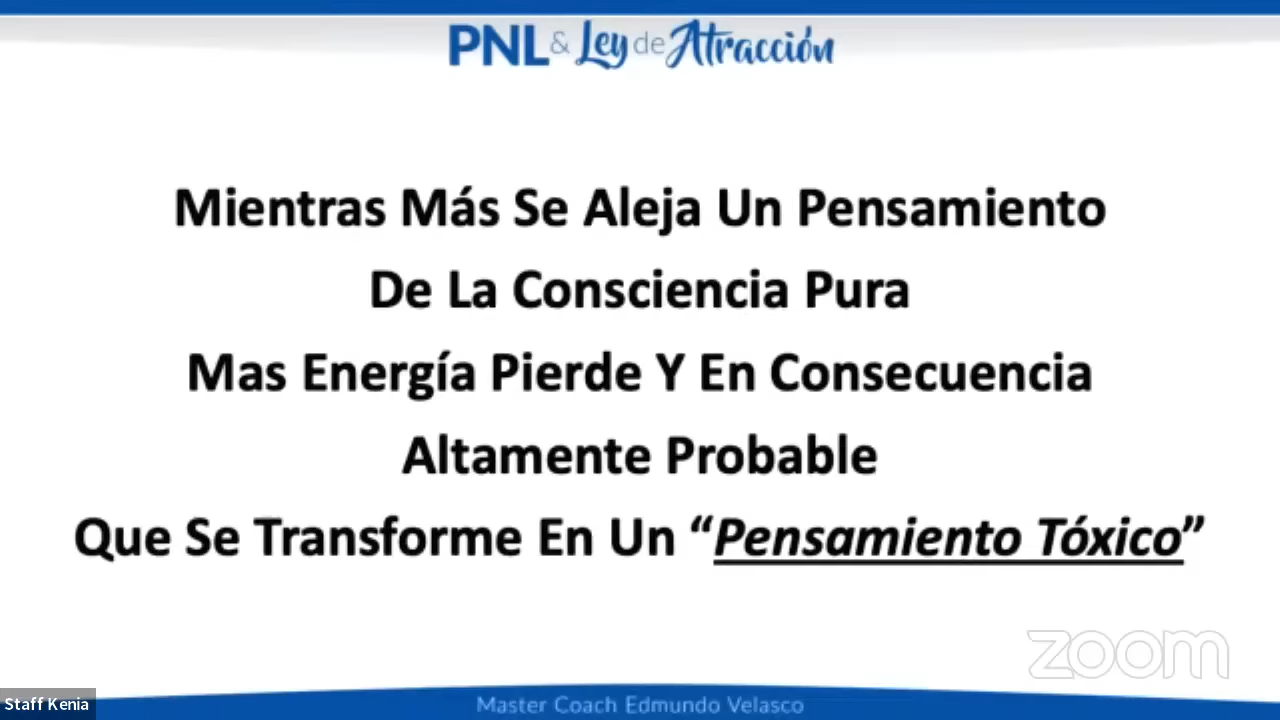 PNL & Ley de Atracción
Mientras Más Se Aleja Un Pensamiento
De La Consciencia Pura
Mas Energía Pierde Y En Consecuencia
Altamente Probable
Que Se Transforme En Un “Pensamiento Tóxico”
zoom
Staff Kenia
Master Coach Edmundo Velasco